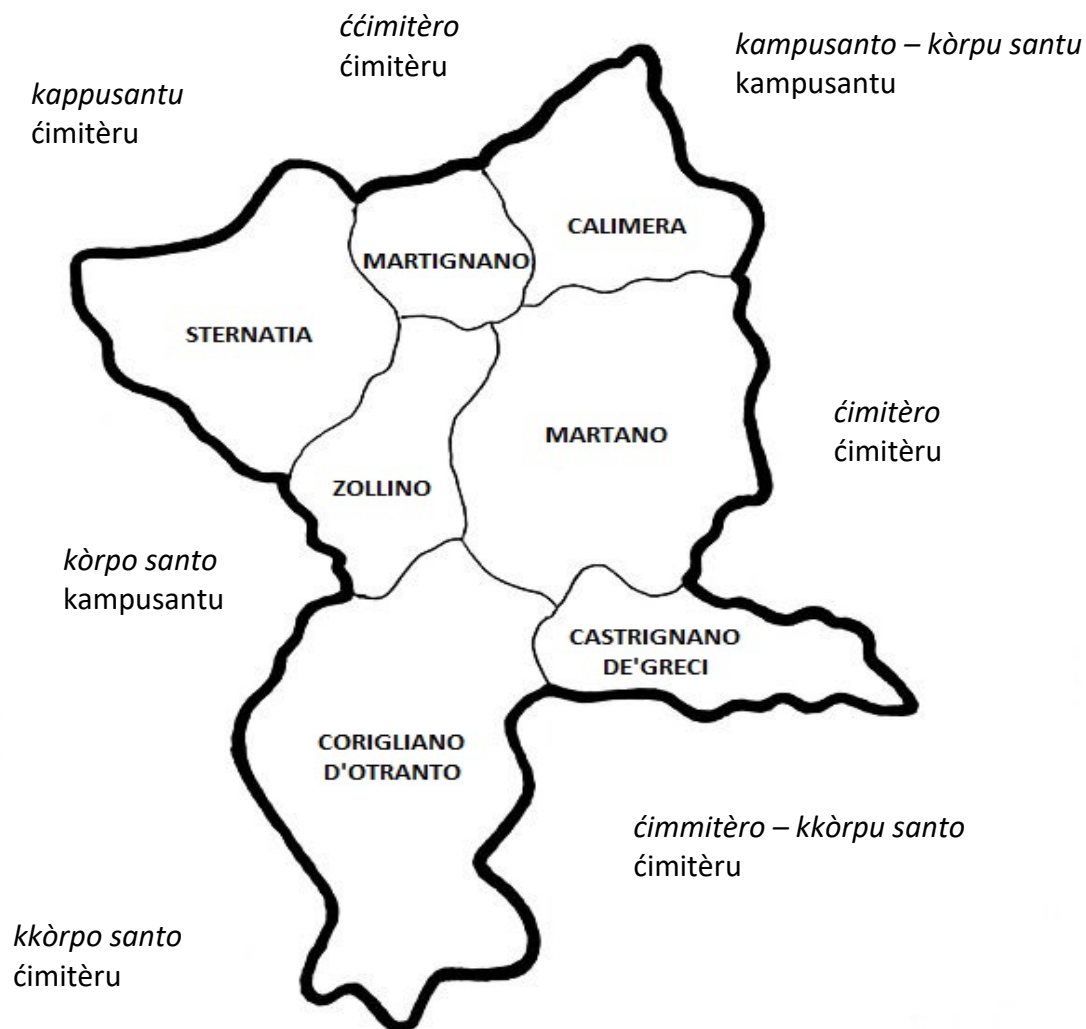 ććimitèro
ćimitèru
kampusanto – kòrpu santu
kampusantu
kappusantu
ćimitèru
CALIMERA
MARTIGNANO
STERNATIA
ćimitèro
ćimitèru
MARTANO
ZOLLINO
kòrpo santo
kampusantu
CASTRIGNANO
DE'GRECI
CORIGLIANO
D'OTRANTO
ćimmitèro – kkòrpu santo
ćimitèru
kkòrpo santo
ćimitèru